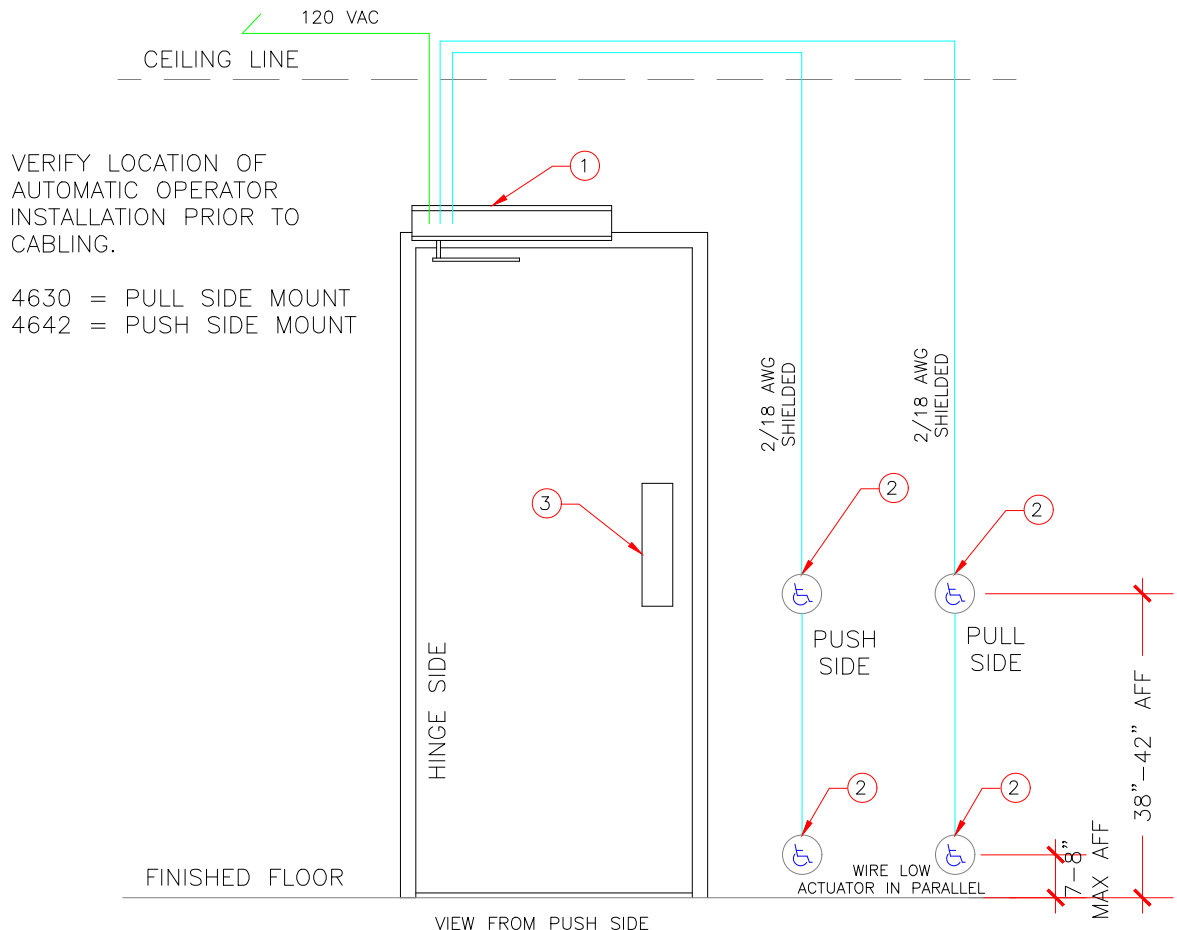 120 VAC
CEILING LINE
VERIFY LOCATION OF
AUTOMATIC OPERATOR
INSTALLATION PRIOR TO
CABLING.
4630 = PULL SIDE MOUNT
4642 = PUSH SIDE MOUNT
1
2/18 AWG
SHIELDED
2/18 AWG
SHIELDED
3
2
2
PUSH
SIDE
PULL
SIDE
HINGE SIDE
38"-42" AFF
2
2
7-8"
MAX AFF
WIRE LOW
ACTUATOR IN PARALLEL
FINISHED FLOOR
VIEW FROM PUSH SIDE